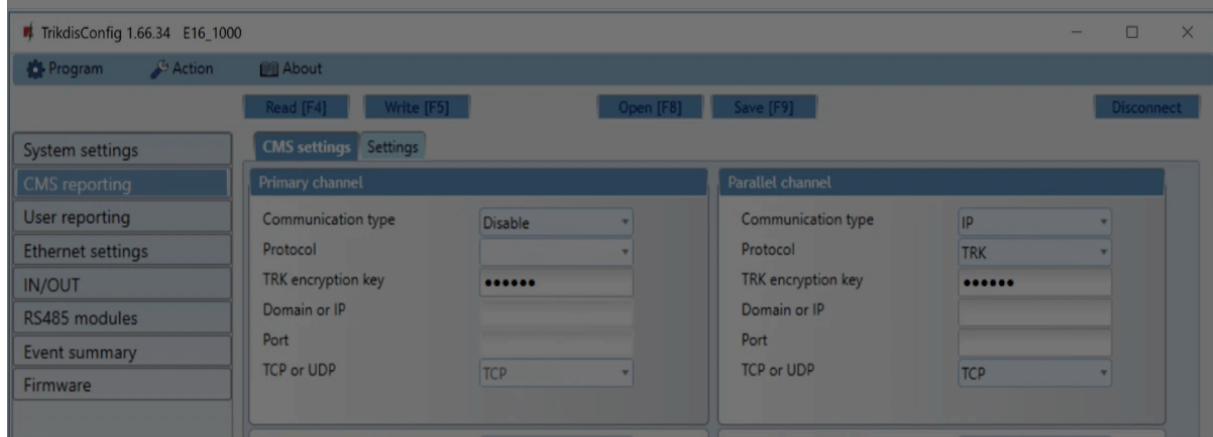 TrikdisConfig 1.66.34 E16_1000
Program Action About
Read [F4] Write [F5] Open [F8] Save [F9] Disconnect
System settings
CMS reporting
User reporting
Ethernet settings
IN/OUT
RS485 modules
Event summary
Firmware
CMS settings Settings
Primary channel
Communication type Disable
Protocol
TRK encryption key ••••••
Domain or IP
Port
TCP or UDP TCP
Parallel channel
Communication type IP
Protocol TRK
TRK encryption key ••••••
Domain or IP
Port
TCP or UDP TCP